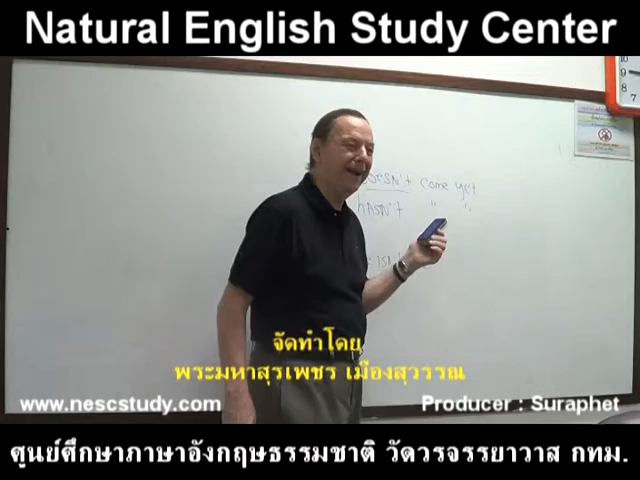 Natural English Study Center
10
9
8
7
come yet
hasn't " "
จัดทำโดย
พระมหาสุรเพชร เมืองสุวรรณ
www.nescstudy.com
Producer : Suraphet
ศูนย์ศึกษาภาษาอังกฤษธรรมชาติ วัดวรจรรยาวาส กทม.